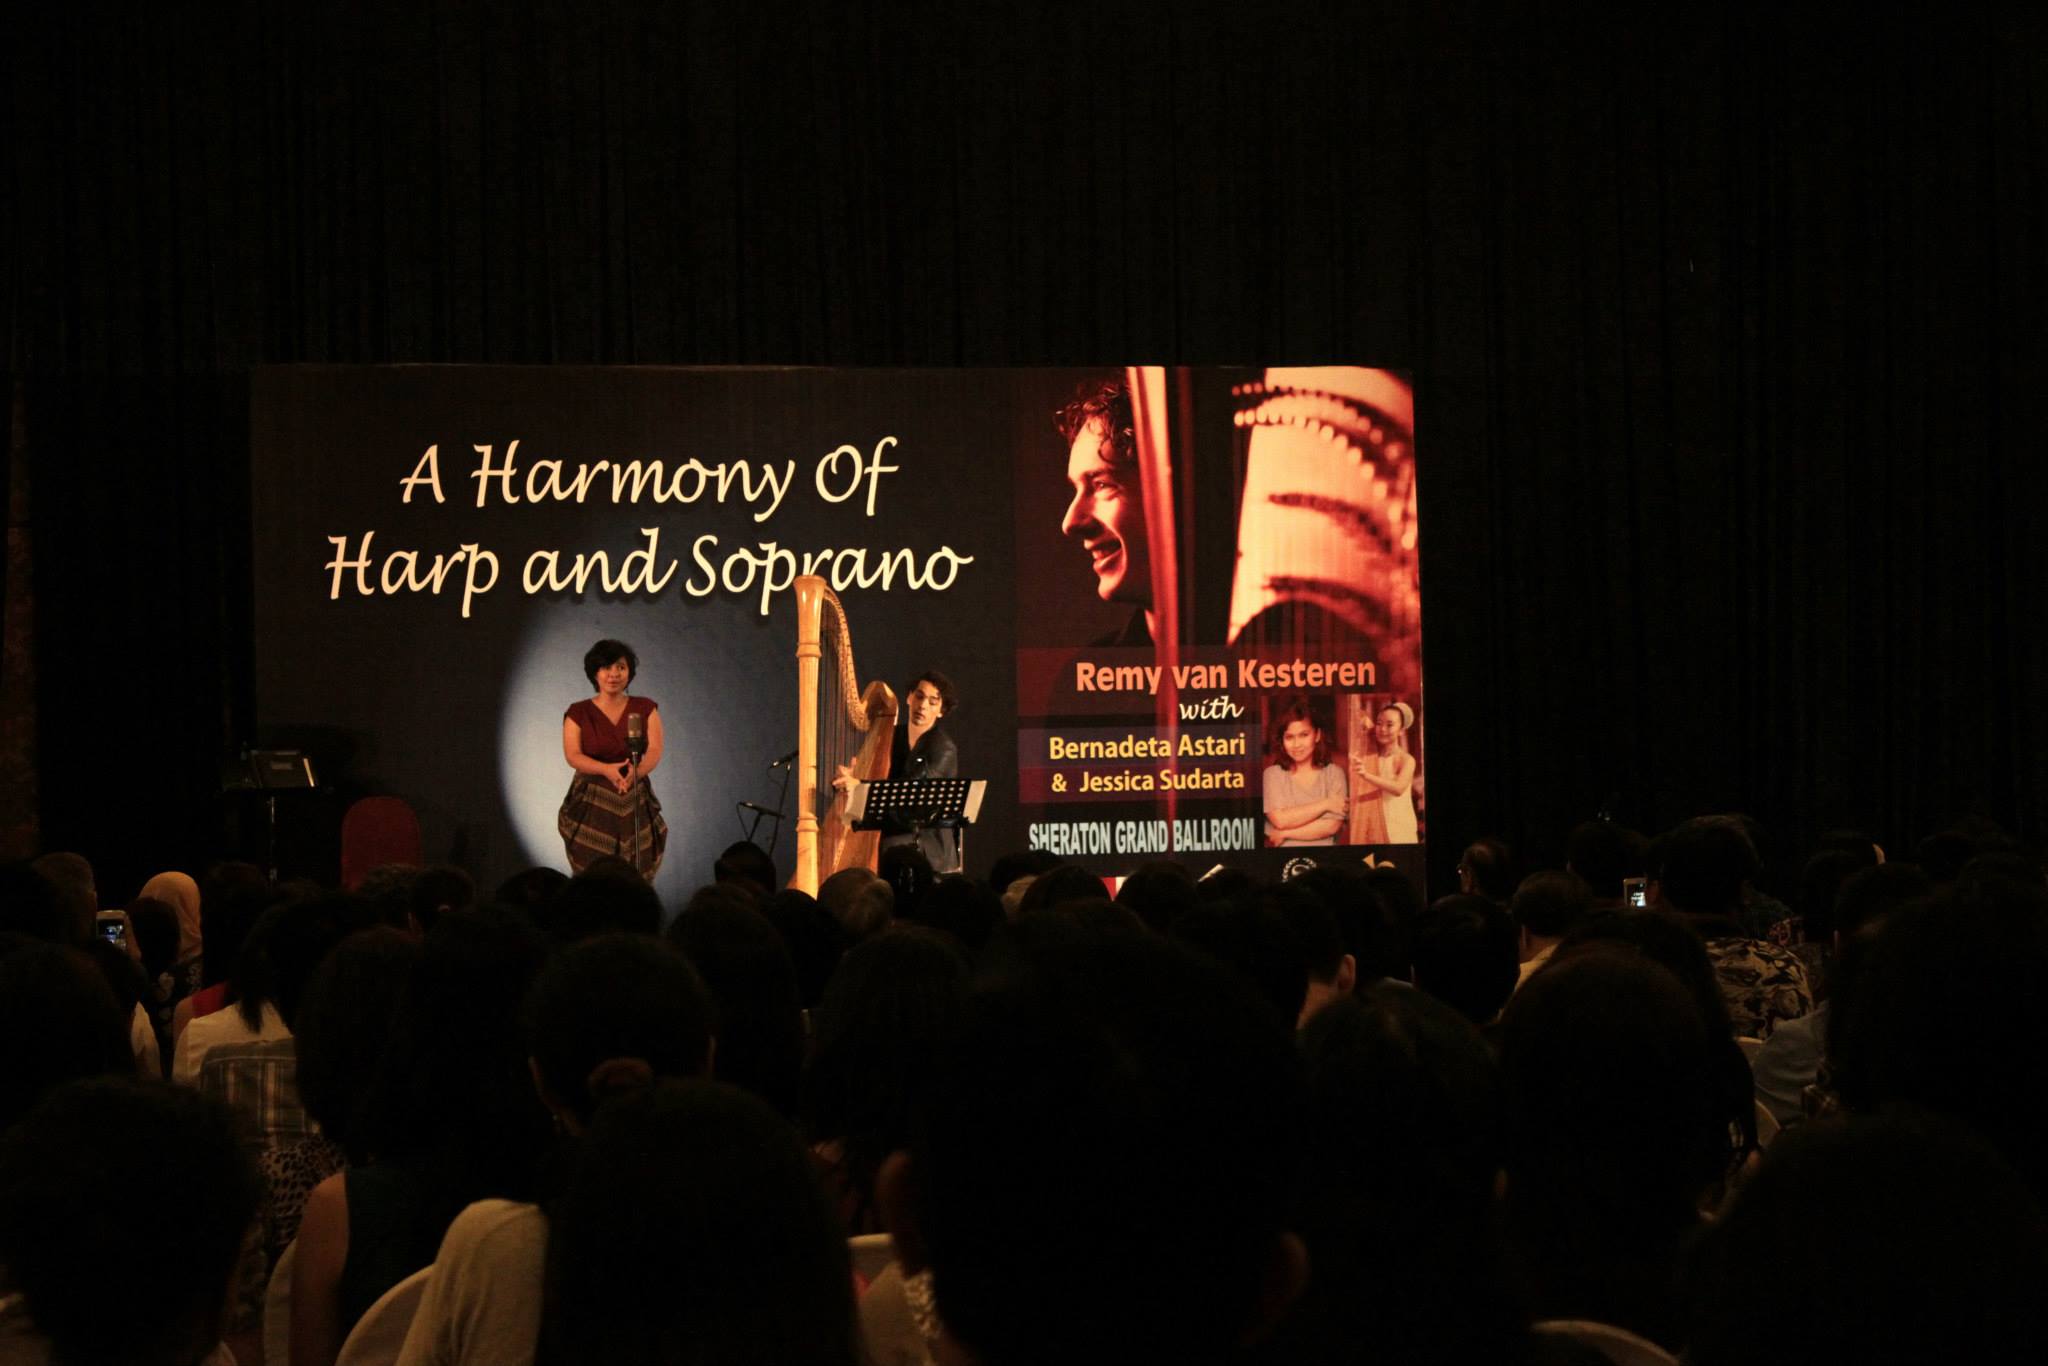 A Harmony Of
Harp and Soprano
Remy van Kesteren
with
Bernadeta Astari
& Jessica Sudarta
SHERATON GRAND BALLROOM